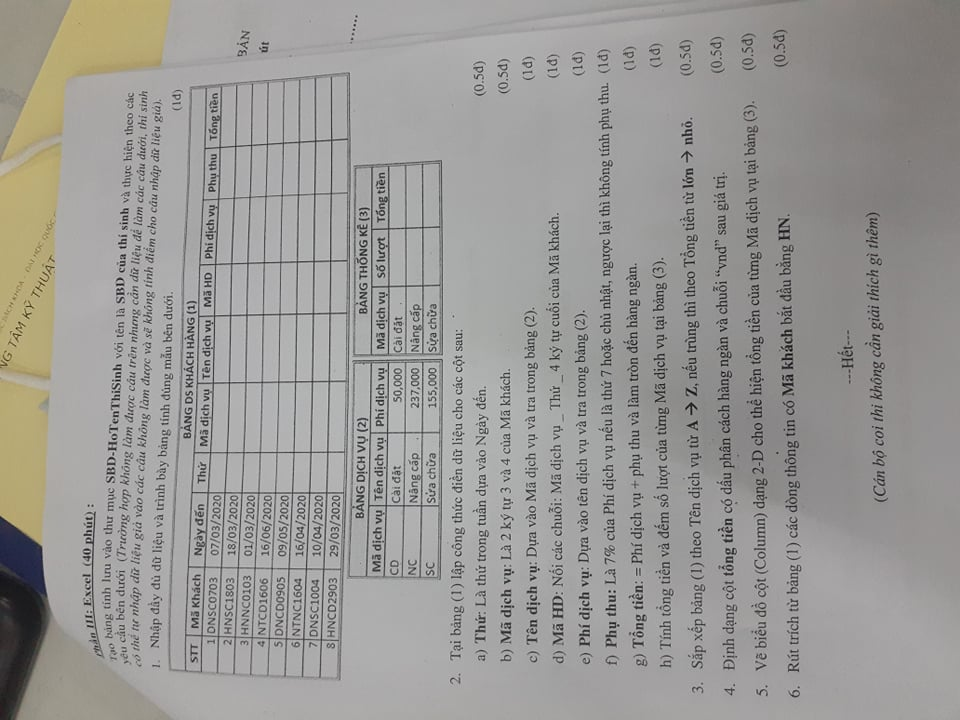 NG TÂM KỸ THUẬT
BẢN
út
Phần III: Excel (40 phút) :
Tạo bảng tính lưu vào thư mục SBD-HoTenThiSinh với tên là SBD của thí sinh và thực hiện theo các
yêu cầu bên dưới (Trường hợp không làm được câu trên nhưng cần dữ liệu để làm các câu dưới, thí sinh
có thể tự nhập dữ liệu giả vào các câu không làm được và sẽ không tính điểm cho câu nhập dữ liệu giả).
1. Nhập đầy đủ dữ liệu và trình bày bảng tính đúng mẫu bên dưới. (1đ)
BẢNG DS KHÁCH HÀNG (1)
STT Mã Khách Ngày đến Thứ Mã dịch vụ Tên dịch vụ Mã HD Phí dịch vụ Phụ thu Tổng tiền
1 DNSC0703 07/03/2020
2 HNSC1803 18/03/2020
3 HNNC0103 01/03/2020
4 NTCD1606 16/06/2020
5 DNCD0905 09/05/2020
6 NTNC1604 16/04/2020
7 DNSC1004 10/04/2020
8 HNCD2903 29/03/2020
BẢNG DỊCH VỤ (2)
Mã dịch vụ Tên dịch vụ Phí dịch vụ
CD Cài đặt 50,000
NC Nâng cấp 237,000
SC Sửa chữa 155,000
BẢNG THỐNG KÊ (3)
Mã dịch vụ Số lượt Tổng tiền
Cài đặt
Nâng cấp
Sửa chữa
2. Tại bảng (1) lập công thức điền dữ liệu cho các cột sau:
a) Thứ: Là thứ trong tuần dựa vào Ngày đến. (0.5đ)
b) Mã dịch vụ: Là 2 ký tự 3 và 4 của Mã khách. (0.5đ)
c) Tên dịch vụ: Dựa vào Mã dịch vụ và tra trong bảng (2). (1đ)
d) Mã HD: Nối các chuỗi: Mã dịch vụ _ Thứ _ 4 ký tự cuối của Mã khách. (1đ)
e) Phí dịch vụ: Dựa vào tên dịch vụ và tra trong bảng (2). (1đ)
f) Phụ thu: Là 7% của Phí dịch vụ nếu là thứ 7 hoặc chủ nhật, ngược lại thì không tính phụ thu. (1đ)
g) Tổng tiền: = Phí dịch vụ + phụ thu và làm tròn đến hàng ngàn. (1đ)
h) Tính tổng tiền và đếm số lượt của từng Mã dịch vụ tại bảng (3). (1đ)
3. Sắp xếp bảng (1) theo Tên dịch vụ từ A → Z, nếu trùng thì theo Tổng tiền từ lớn → nhỏ. (0.5đ)
4. Định dạng cột tổng tiền có dấu phân cách hàng ngàn và chuỗi “vnd” sau giá trị. (0.5đ)
5. Vẽ biểu đồ cột (Column) dạng 2-D cho thể hiện tổng tiền của từng Mã dịch vụ tại bảng (3). (0.5đ)
6. Rút trích từ bảng (1) các dòng thông tin có Mã khách bắt đầu bằng HN. (0.5đ)
---Hết---
(Cán bộ coi thi không cần giải thích gì thêm)